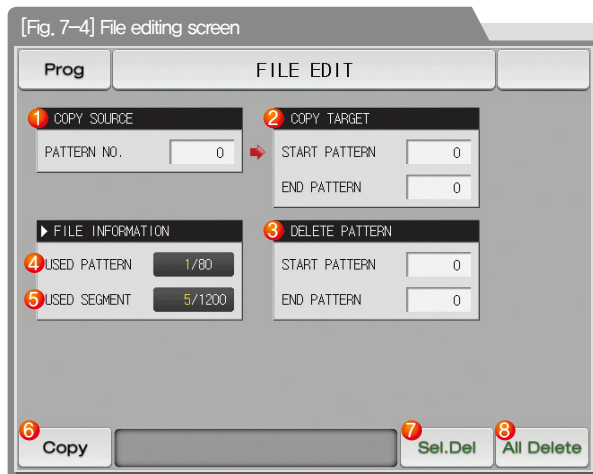 [Fig. 7-4] File editing screen
Prog
FILE EDIT
1 COPY SOURCE
PATTERN NO. 0
2 COPY TARGET
START PATTERN 0
END PATTERN 0
FILE INFORMATION
4 USED PATTERN 1/80
5 USED SEGMENT 5/1200
3 DELETE PATTERN
START PATTERN 0
END PATTERN 0
6 Copy
7 Sel.Del
8 All Delete